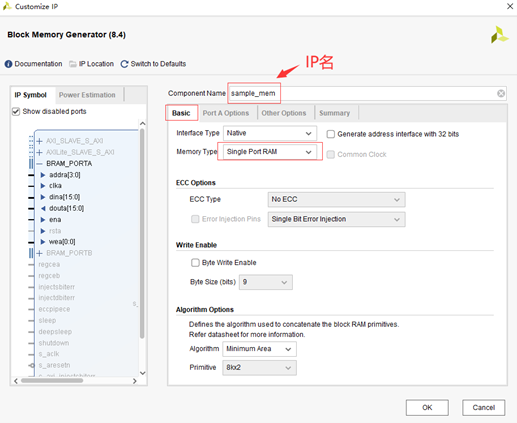 Customize IP
Block Memory Generator (8.4)
Documentation IP Location Switch to Defaults
IP名
IP Symbol Power Estimation
Show disabled ports
AXI_SLAVE_S_AXI
AXILite_SLAVE_S_AXI
BRAM_PORTA
addra[3:0]
clka
dina[15:0]
douta[15:0]
ena
rsta
wea[0:0]
BRAM_PORTB
regcea
regceb
injectsbiterr
injectdbiterr
eccpipece
sleep
deepsleep
shutdown
s_aclk
s_aresetn
s_axi_injectsbiterr
s_
Component Name sample_mem
Basic Port A Options Other Options Summary
Interface Type Native Generate address interface with 32 bits
Memory Type Single Port RAM Common Clock
ECC Options
ECC Type No ECC
Error Injection Pins Single Bit Error Injection
Write Enable
Byte Write Enable
Byte Size (bits) 9
Algorithm Options
Defines the algorithm used to concatenate the block RAM primitives.
Refer datasheet for more information.
Algorithm Minimum Area
Primitive 8kx2
OK Cancel